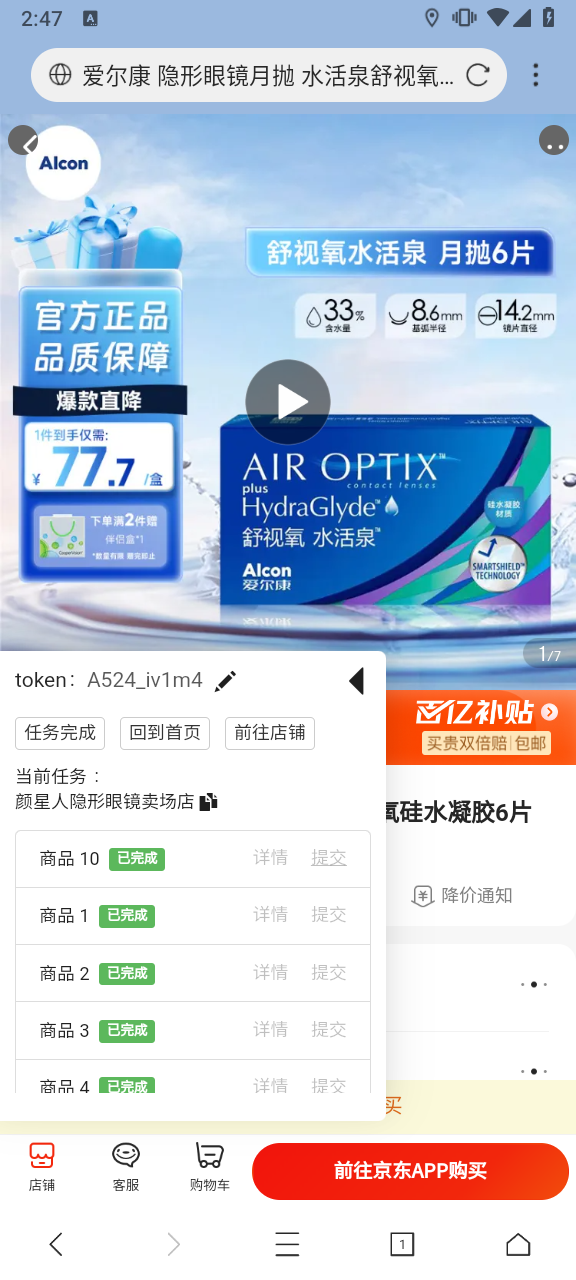 2:47
A
爱尔康 隐形眼镜月抛 水活泉舒视氧...
Alcon
舒视氧水活泉 月抛6片
33%
含水量
8.6mm
基弧半径
14.2mm
镜片直径
官方正品
品质保障
爆款直降
1件到手仅需:
¥77.7/盒
下单满2件赠
伴侣盒*1
*数量有限 赠完即止
AIR OPTIX™
contact lenses
plus
HydraGlyde™
舒视氧 水活泉™
Alcon
爱尔康
硅水凝胶
材质
SMARTSHIELD™
TECHNOLOGY
1/7
token: A524_iv1m4
任务完成 回到首页 前往店铺
当前任务：
颜星人隐形眼镜卖场店
百亿补贴
买贵双倍赔 包邮
氧硅水凝胶6片
降价通知
商品 10 已完成 详情 提交
商品 1 已完成 详情 提交
商品 2 已完成 详情 提交
商品 3 已完成 详情 提交
商品 4 已完成 详情 提交
买
店铺
客服
购物车
前往京东APP购买
1